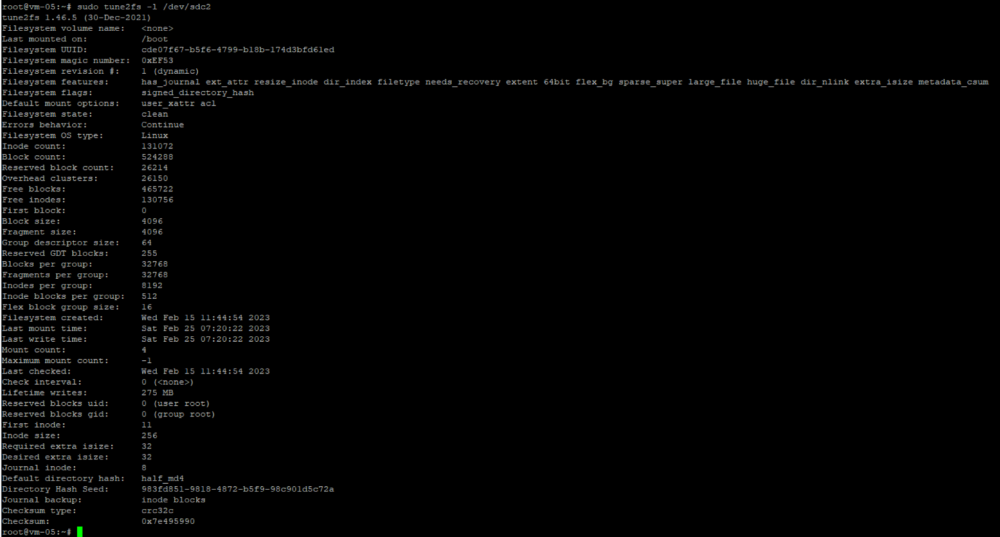 root@vm-05:~# sudo tune2fs -l /dev/sdc2
tune2fs 1.46.5 (30-Dec-2021)
Filesystem volume name:   <none>
Last mounted on:          /boot
Filesystem UUID:          cde07f67-b5f6-4799-b18b-174d3bfd61ed
Filesystem magic number:  0xEF53
Filesystem revision #:    1 (dynamic)
Filesystem features:      has_journal ext_attr resize_inode dir_index filetype needs_recovery extent 64bit flex_bg sparse_super large_file huge_file dir_nlink extra_isize metadata_csum
Filesystem flags:         signed_directory_hash
Default mount options:    user_xattr acl
Filesystem state:         clean
Errors behavior:          Continue
Filesystem OS type:       Linux
Inode count:              131072
Block count:              524288
Reserved block count:     26214
Overhead clusters:        26150
Free blocks:              465722
Free inodes:              130756
First block:              0
Block size:               4096
Fragment size:            4096
Group descriptor size:    64
Reserved GDT blocks:      255
Blocks per group:         32768
Fragments per group:      32768
Inodes per group:         8192
Inode blocks per group:   512
Flex block group size:    16
Filesystem created:       Wed Feb 15 11:44:54 2023
Last mount time:          Sat Feb 25 07:20:22 2023
Last write time:          Sat Feb 25 07:20:22 2023
Mount count:              4
Maximum mount count:      -1
Last checked:             Wed Feb 15 11:44:54 2023
Check interval:           0 (<none>)
Lifetime writes:          275 MB
Reserved blocks uid:      0 (user root)
Reserved blocks gid:      0 (group root)
First inode:              11
Inode size:               256
Required extra isize:     32
Desired extra isize:      32
Journal inode:            8
Default directory hash:   half_md4
Directory Hash Seed:      983fd851-9818-4872-b5f9-98c901d5c72a
Journal backup:           inode blocks
Checksum type:            crc32c
Checksum:                 0x7e495990
root@vm-05:~#